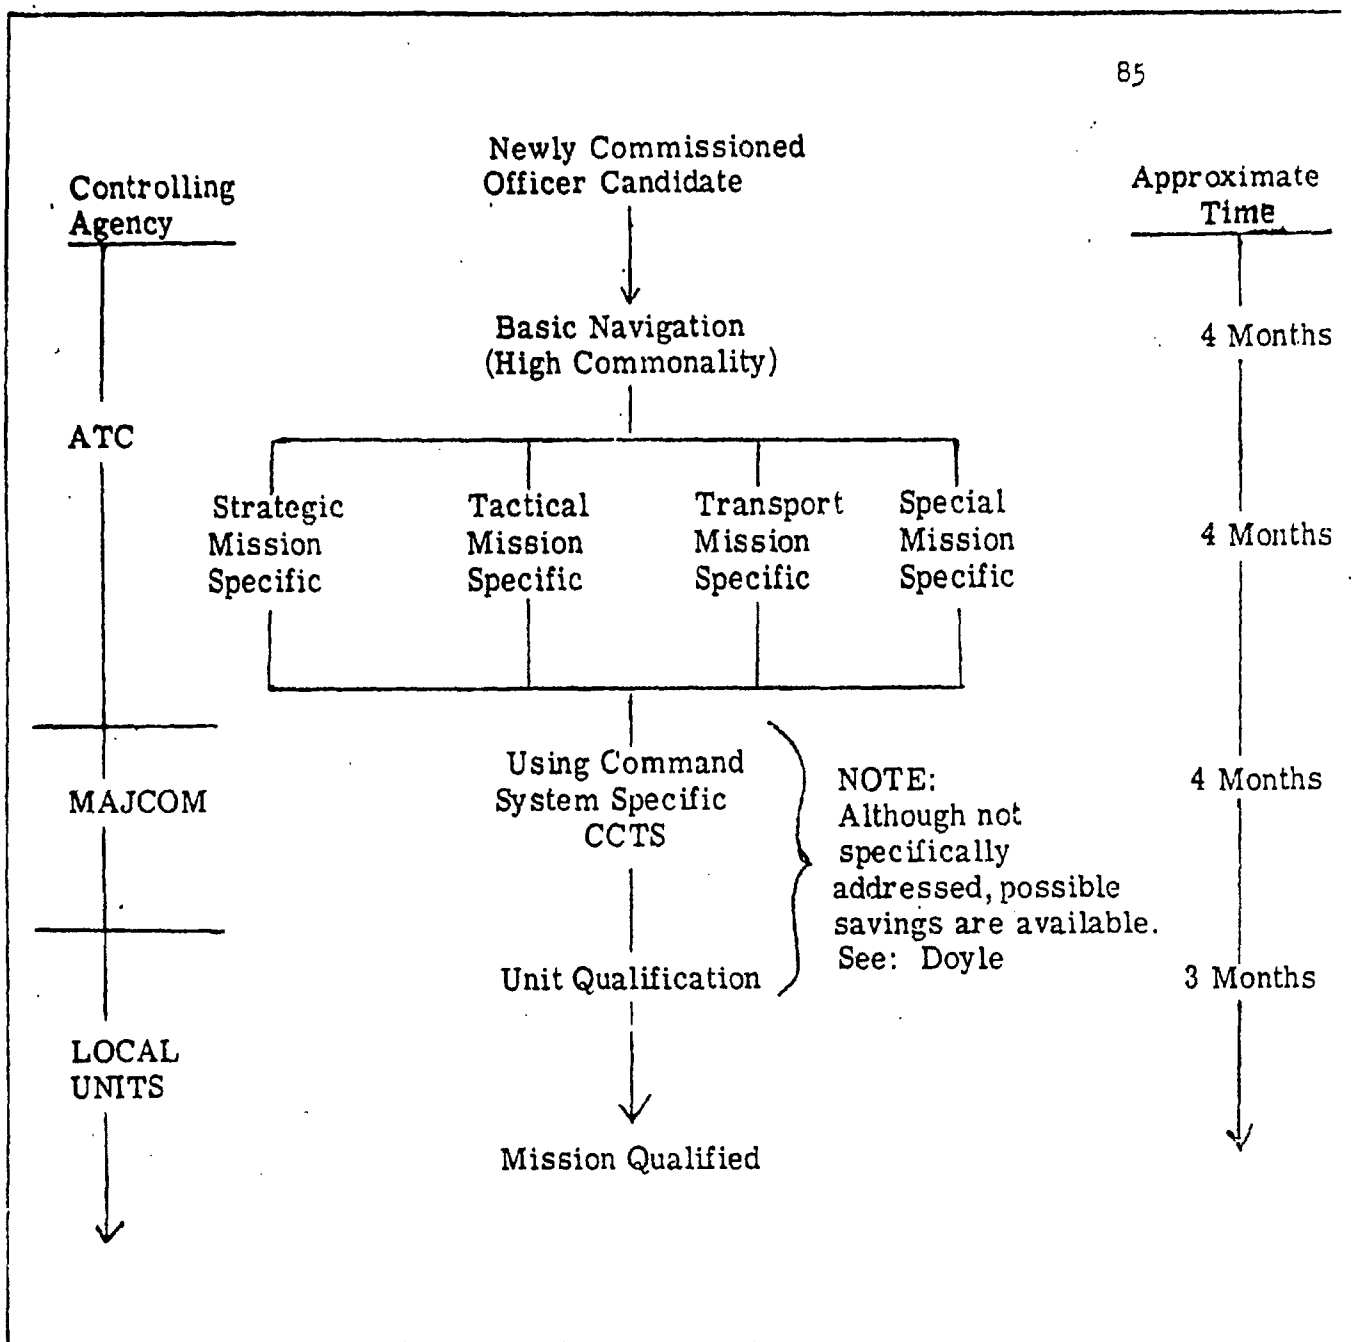 85
Newly Commissioned
Officer Candidate
Controlling
Agency
Approximate
Time
Basic Navigation
(High Commonality)
4 Months
ATC
Strategic
Mission
Specific
Tactical
Mission
Specific
Transport
Mission
Specific
Special
Mission
Specific
4 Months
Using Command
System Specific
CCTS
MAJCOM
NOTE:
Although not
specifically
addressed, possible
savings are available.
See: Doyle
4 Months
Unit Qualification
3 Months
LOCAL
UNITS
Mission Qualified